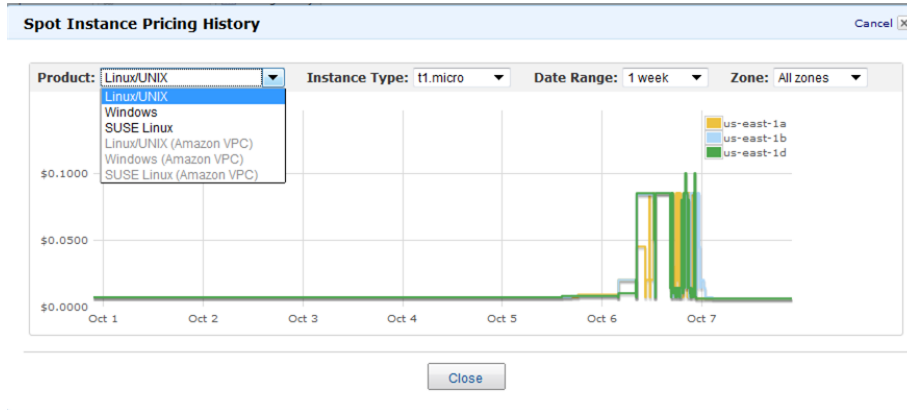 Spot Instance Pricing History Cancel X
Product: Linux/UNIX Instance Type: t1.micro Date Range: 1 week Zone: All zones
Linux/UNIX
Windows
SUSE Linux
Linux/UNIX (Amazon VPC)
Windows (Amazon VPC)
SUSE Linux (Amazon VPC)
us-east-1a
us-east-1b
us-east-1d
$0.1000
$0.0500
$0.0000
Oct 1 Oct 2 Oct 3 Oct 4 Oct 5 Oct 6 Oct 7
Close